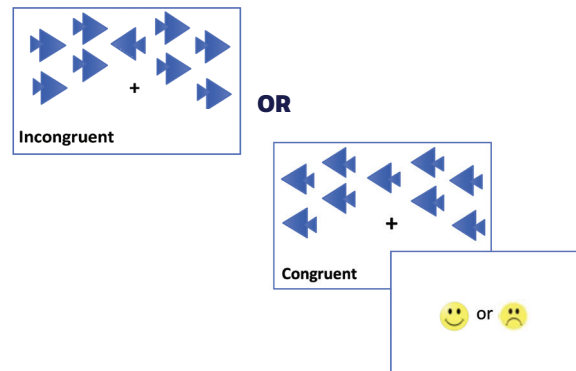 +
Incongruent
OR
+
Congruent
or